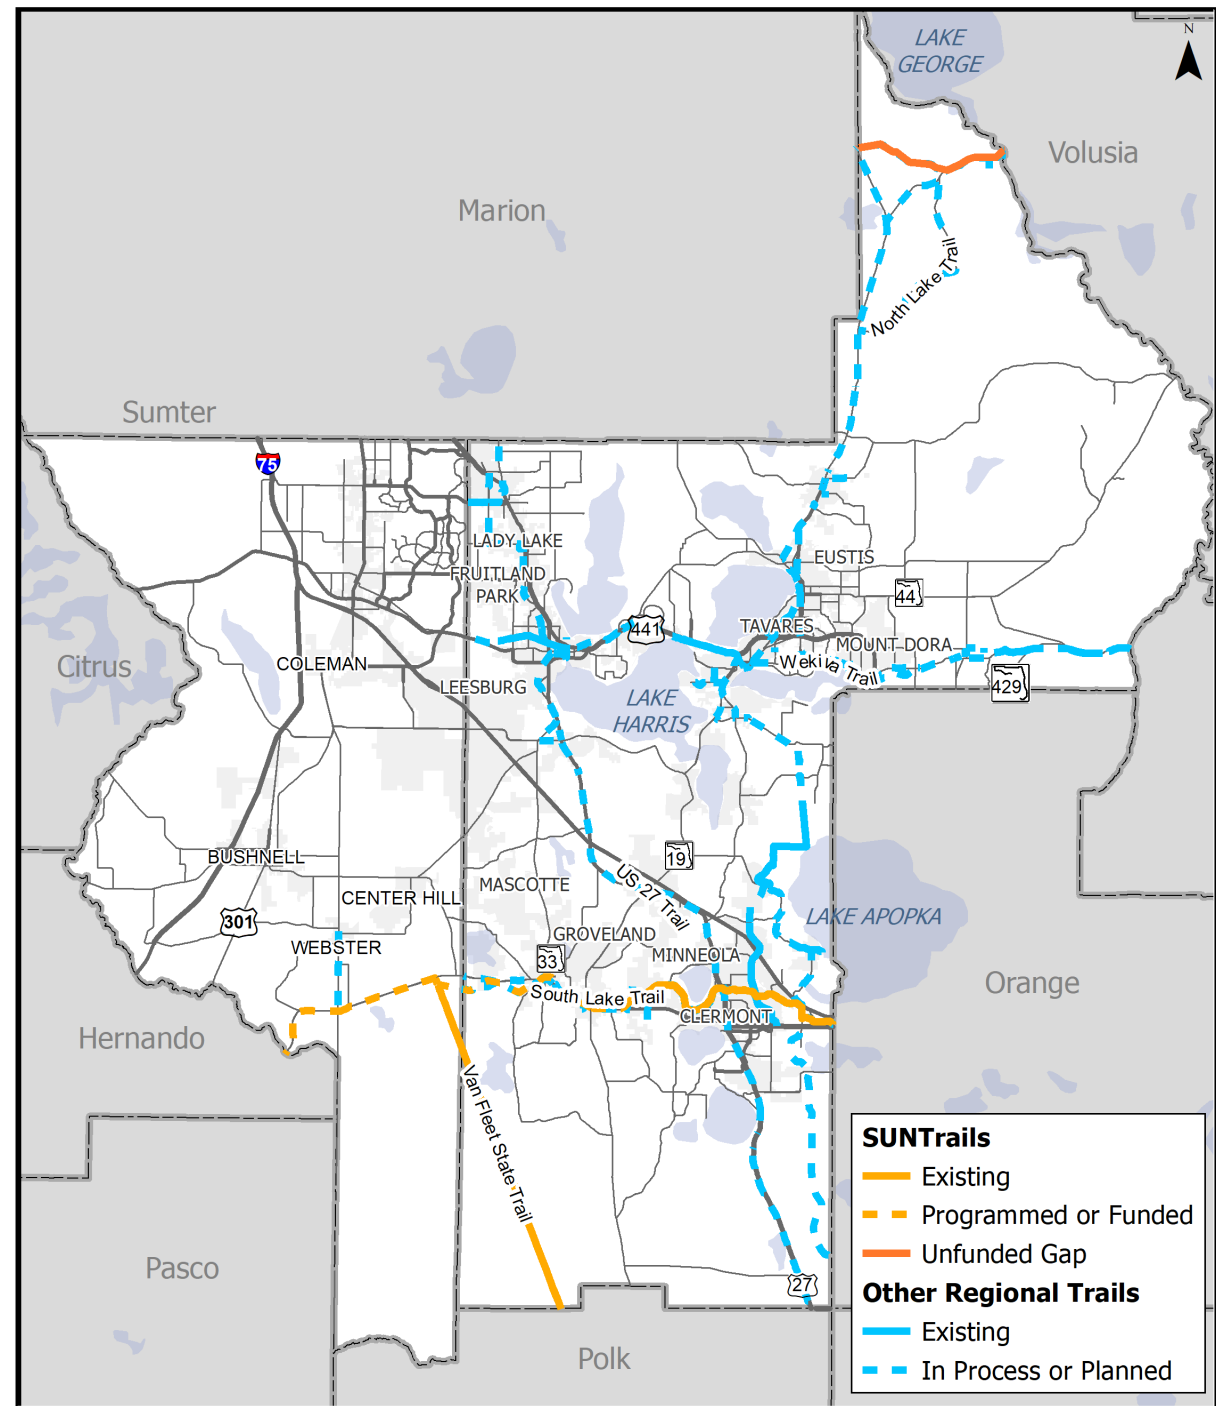 N
LAKE
GEORGE
Volusia
Marion
North Lake Trail
Sumter
75
LADY LAKE
FRUITLAND
PARK
EUSTIS
44
441
TAVARES
MOUNT DORA
Citrus
COLEMAN
Wekiva Trail
LEESBURG
429
LAKE
HARRIS
19
BUSHNELL
US 27 Trail
MASCOTTE
CENTER HILL
301
LAKE APOPKA
GROVELAND
WEBSTER
MINNEOLA
33
Orange
South Lake Trail
CLERMONT
Hernando
Van Fleet State Trail
Pasco
27
Polk
SUNTrails
Existing
Programmed or Funded
Unfunded Gap
Other Regional Trails
Existing
In Process or Planned